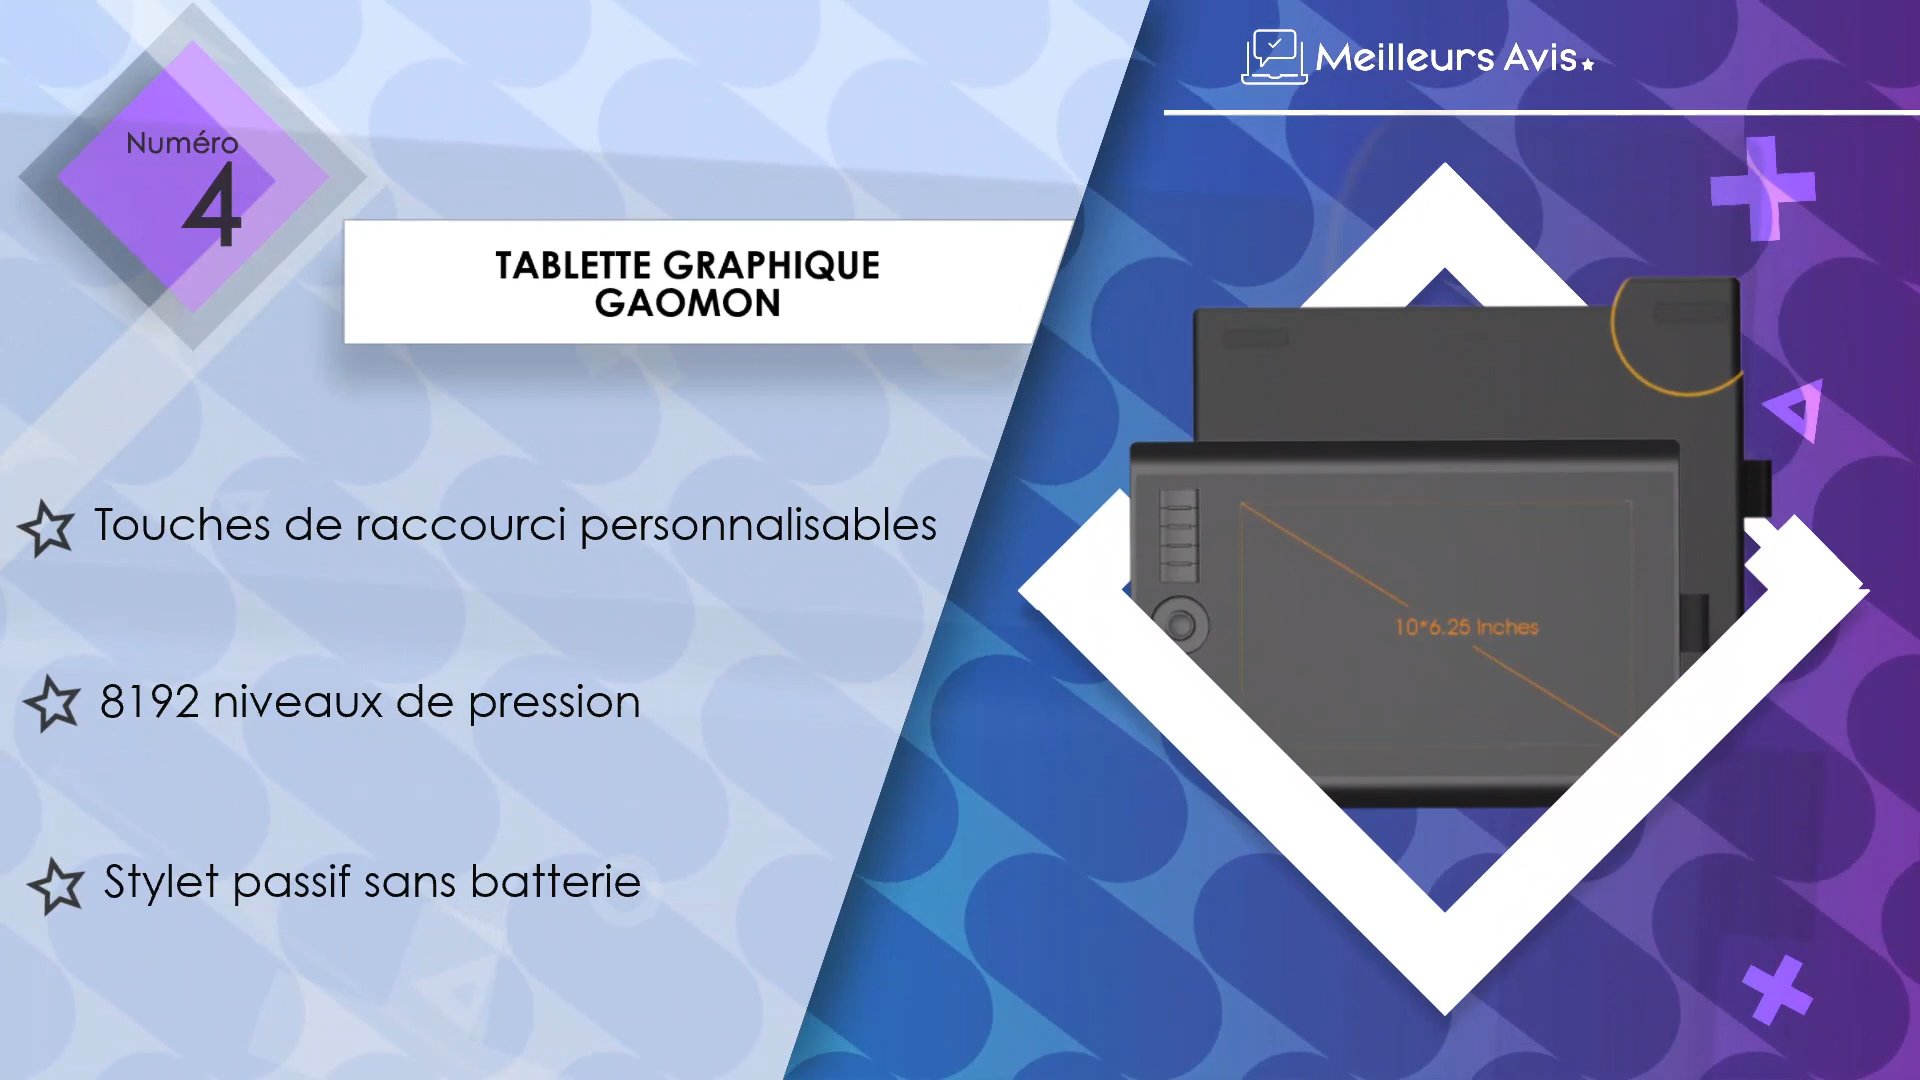 Numéro
4
TABLETTE GRAPHIQUE
GAOMON
Touches de raccourci personnalisables
8192 niveaux de pression
Stylet passif sans batterie
Meilleurs Avis
10*6.25 Inches